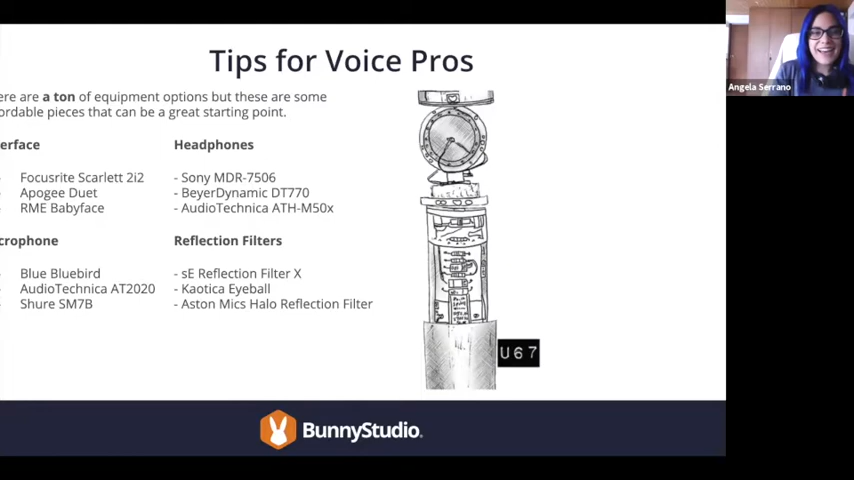 Tips for Voice Pros
ere are a ton of equipment options but these are some
ordable pieces that can be a great starting point.
erface
Focusrite Scarlett 2i2
Apogee Duet
RME Babyface
Headphones
- Sony MDR-7506
- BeyerDynamic DT770
- AudioTechnica ATH-M50x
crophone
Blue Bluebird
AudioTechnica AT2020
Shure SM7B
Reflection Filters
- sE Reflection Filter X
- Kaotica Eyeball
- Aston Mics Halo Reflection Filter
U67
BunnyStudio.
Angela Serrano